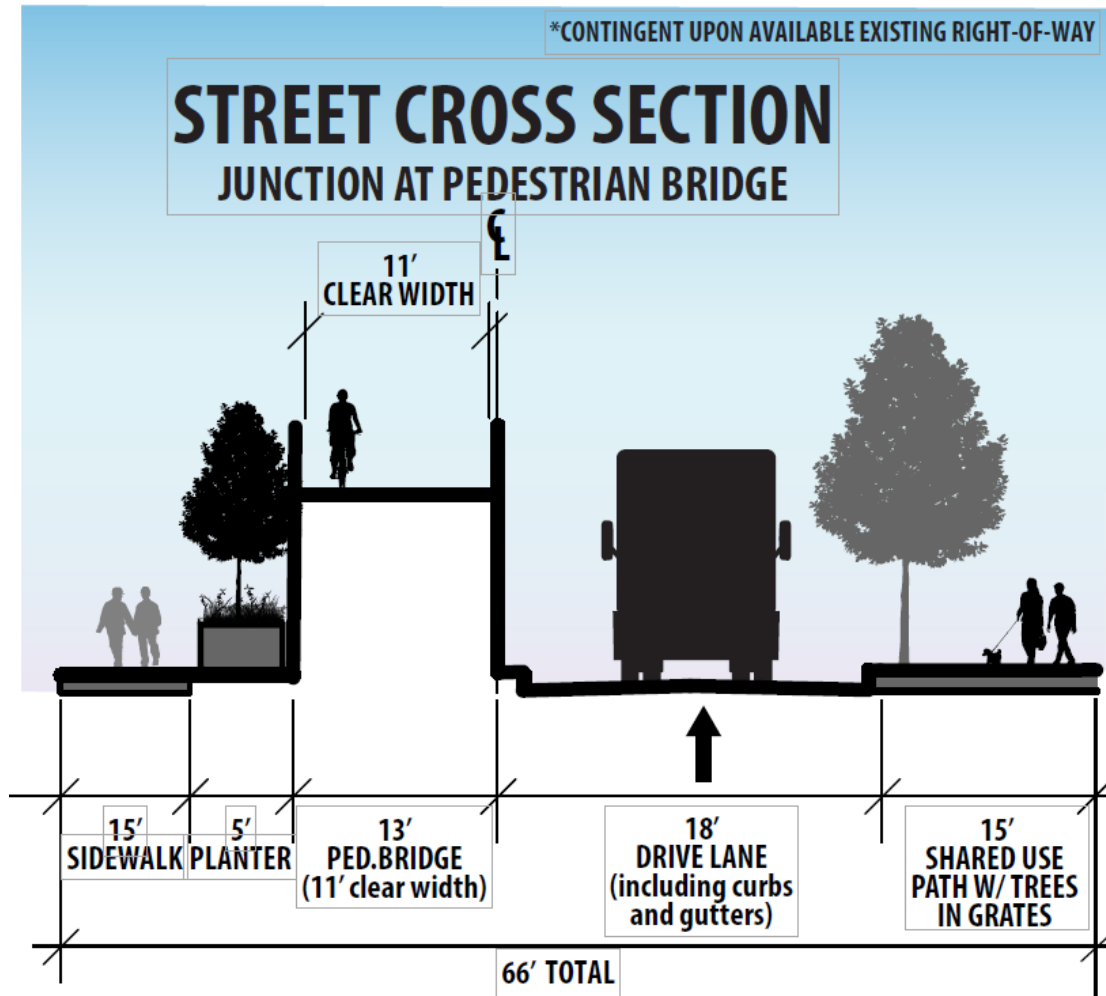 *CONTINGENT UPON AVAILABLE EXISTING RIGHT-OF-WAY
STREET CROSS SECTION
JUNCTION AT PEDESTRIAN BRIDGE
CL
11′
CLEAR WIDTH
15′
SIDEWALK
5′
PLANTER
13′
PED.BRIDGE
(11′ clear width)
18′
DRIVE LANE
(including curbs
and gutters)
15′
SHARED USE
PATH W/ TREES
IN GRATES
66′ TOTAL